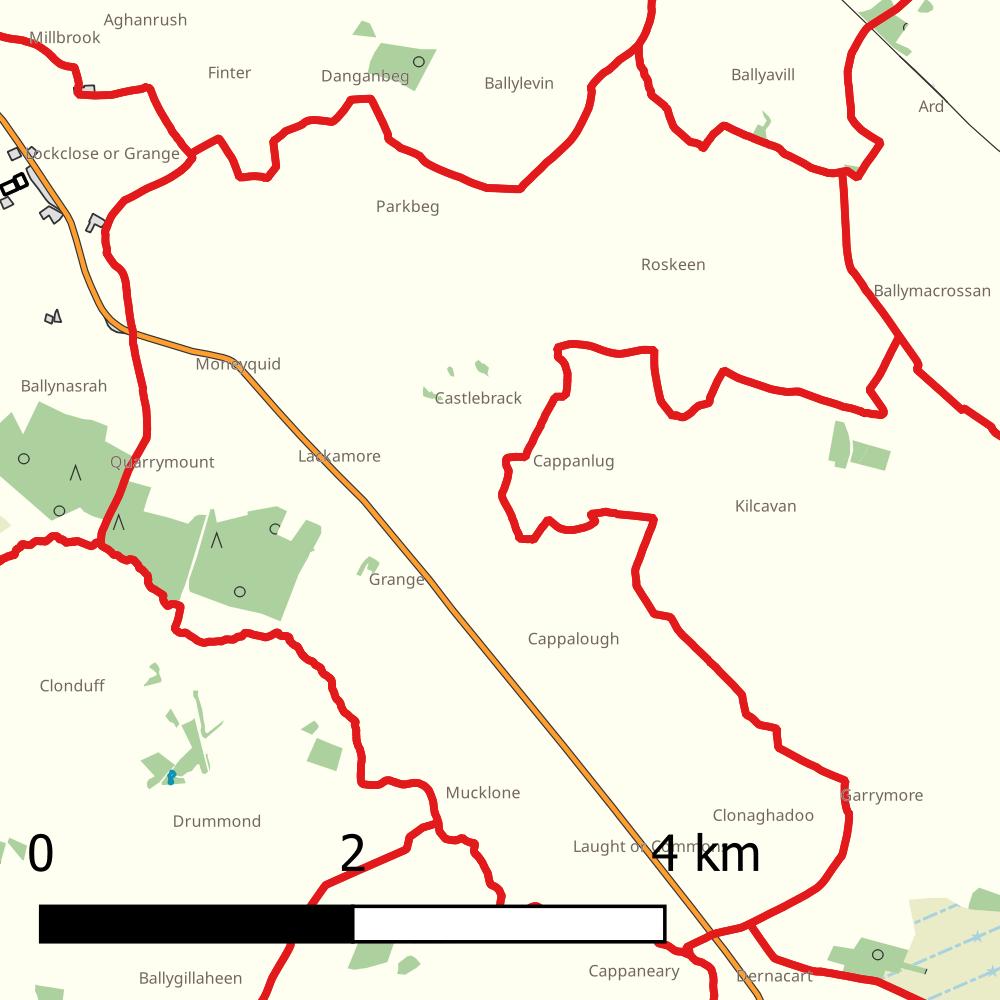 Aghanrush
Millbrook
Finter
Danganbeg
Ballylevin
Ballyavill
Ard
Lockclose or Grange
Parkbeg
Roskeen
Ballymacrossan
Moneyquid
Ballynasrah
Castlebrack
Lackamore
Quarrymount
Cappanlug
Kilcavan
Grange
Cappalough
Clonduff
Mucklone
Garrymore
Clonaghadoo
Drummond
Laught or Commons
0 2 4 km
Cappaneary
Dernacart
Ballygillaheen